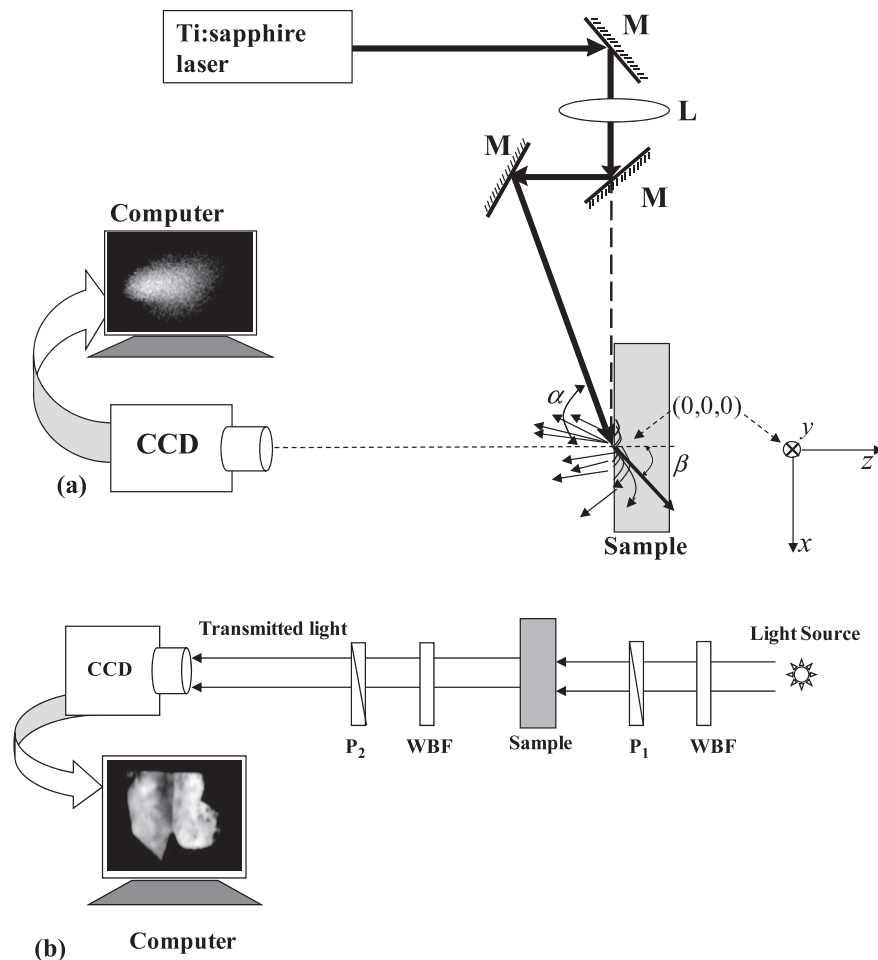 Ti:sapphire
laser
M
L
M
M
Computer
α
(0,0,0)
y
CCD
z
β
(a)
x
Sample
Transmitted light
Light Source
CCD
P₂
WBF
Sample
P₁
WBF
(b)
Computer